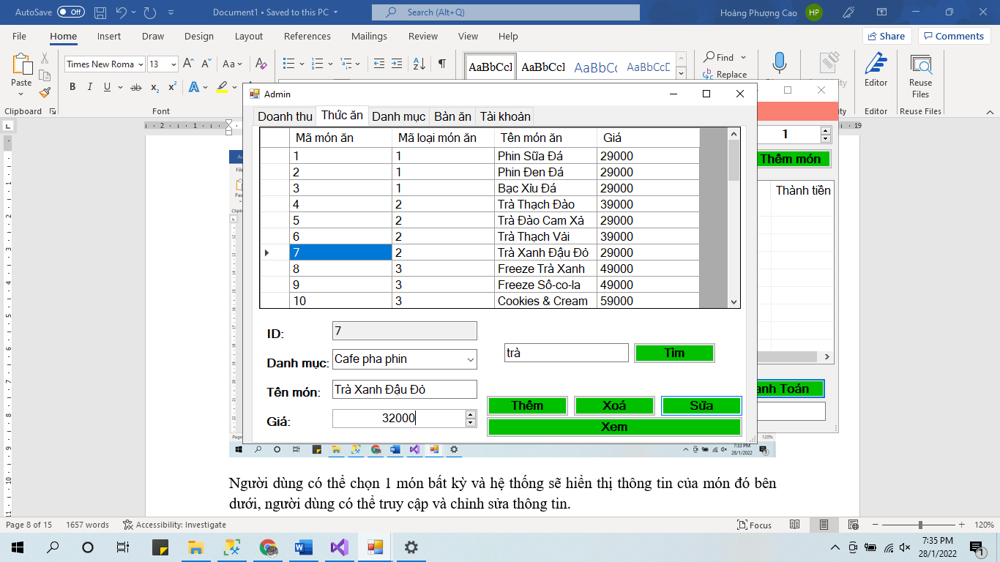 AutoSave Off Document1 • Saved to this PC Search (Alt+Q) Hoàng Phượng Cao HP
File Home Insert Draw Design Layout References Mailings Review View Help Share Comments
Times New Roma 13 Aa AaBbCcI AaBbCcI AaBbCc AaBbCcD Find
Paste Replace Editor Reuse
Files
Clipboard Font Editor Reuse Files
Admin
Doanh thu Thức ăn Danh mục Bàn ăn Tài khoản
Mã món ăn Mã loại món ăn Tên món ăn Giá
1 1 Phin Sữa Đá 29000
2 1 Phin Đen Đá 29000
3 1 Bạc Xỉu Đá 29000
4 2 Trà Thạch Đào 39000
5 2 Trà Đào Cam Xả 29000
6 2 Trà Thạch Vải 39000
7 2 Trà Xanh Đậu Đỏ 29000
8 3 Freeze Trà Xanh 49000
9 3 Freeze Sô-co-la 49000
10 3 Cookies & Cream 59000
ID: 7
Danh mục: Cafe pha phin
Tên món: Trà Xanh Đậu Đỏ
Giá: 32000
trà Tìm
Thêm Xoá Sửa
Xem
1
Thêm món
Thành tiền
anh Toán
120%
7:33 PM
28/1/2022
Người dùng có thể chọn 1 món bất kỳ và hệ thống sẽ hiển thị thông tin của món đó bên
dưới, người dùng có thể truy cập và chỉnh sửa thông tin.
Page 8 of 15 1657 words Accessibility: Investigate Focus 120%
7:35 PM
28/1/2022
1